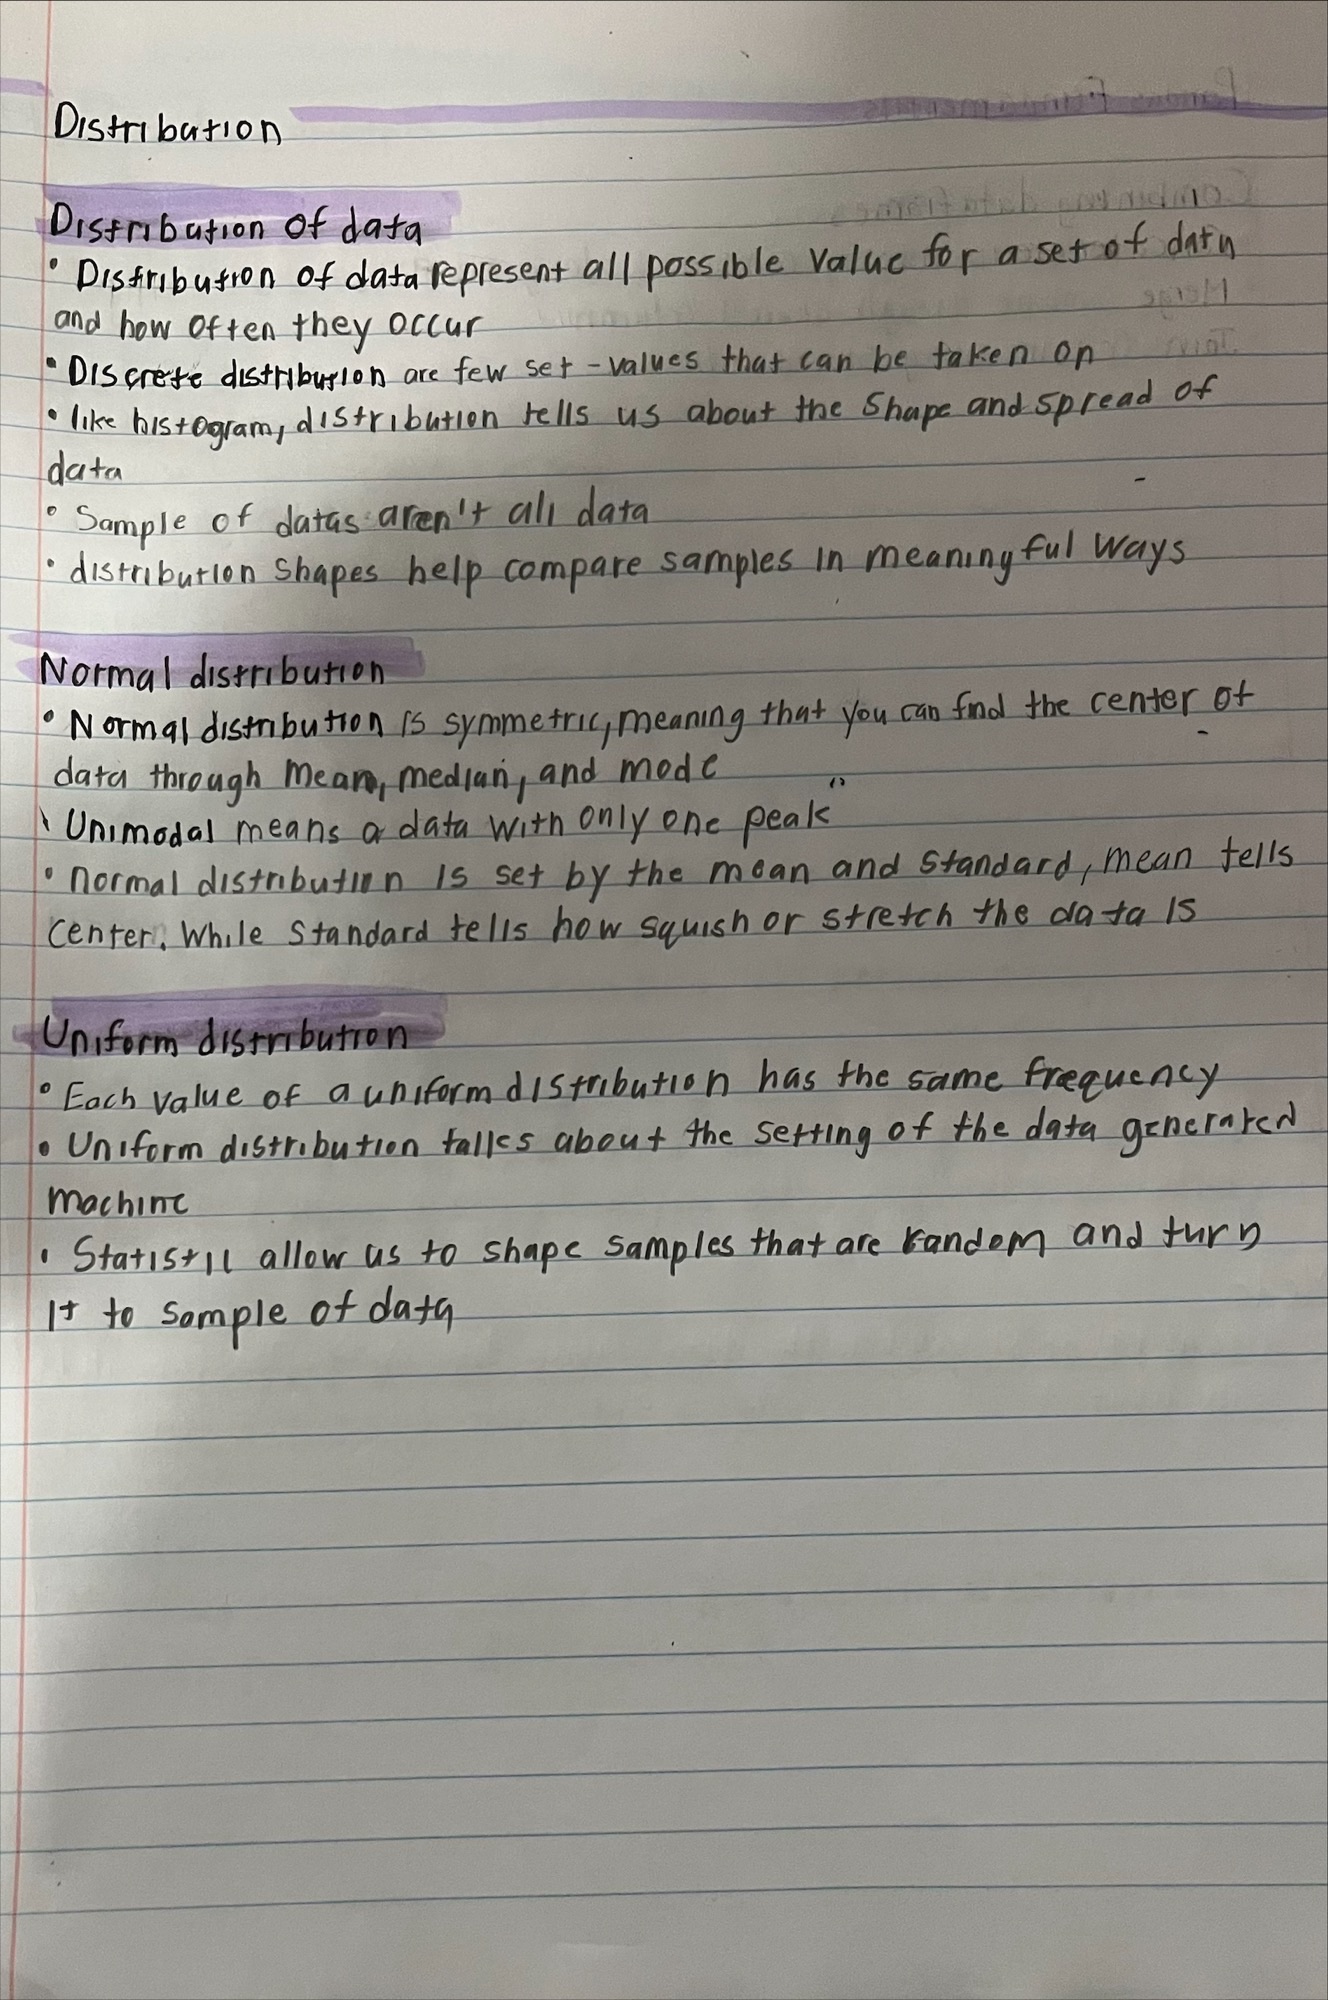 Distribution
Distribution of data
• Distribution of data represent all possible value for a set of data
and how often they occur
• Discrete distribution are few set-values that can be taken on
• like histogram, distribution tells us about the shape and spread of
data
• Sample of datas aren't all data
• distribution shapes help compare samples in meaningful ways
Normal distribution
• Normal distribution is symmetric, meaning that you can find the center of
data through mean, median, and mode
• Unimodal means a data with only one peak
• normal distribution is set by the mean and standard, mean tells
center. While standard tells how squish or stretch the data is
Uniform distribution
• Each value of a uniform distribution has the same frequency
• Uniform distribution talks about the setting of the data generated
machine
• Statistic allow us to shape samples that are random and turn
it to sample of data